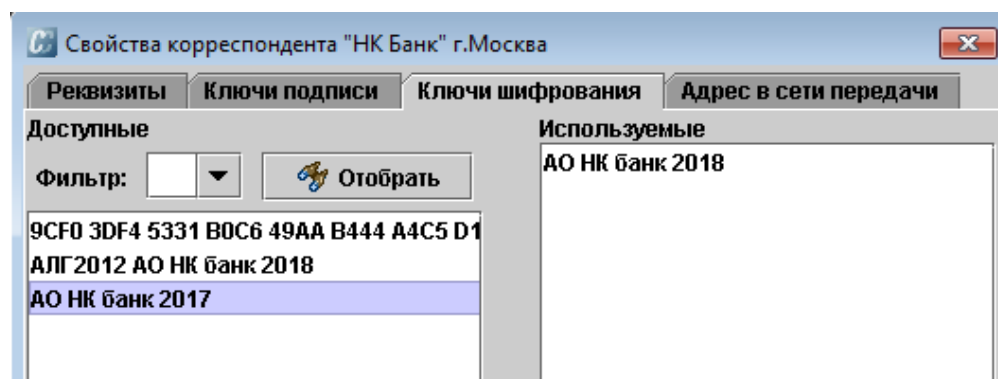 Свойства корреспондента "НК Банк" г.Москва
Реквизиты Ключи подписи Ключи шифрования Адрес в сети передачи
Доступные
Фильтр: Отобрать
9CF0 3DF4 5331 B0C6 49AA B444 A4C5 D1
АЛГ2012 АО НК банк 2018
АО НК банк 2017
Используемые
АО НК банк 2018